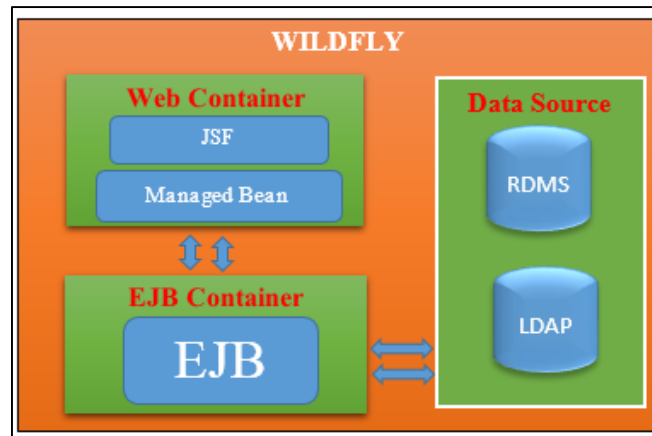 WILDFLY
Web Container
JSF
Managed Bean
EJB Container
EJB
Data Source
RDMS
LDAP